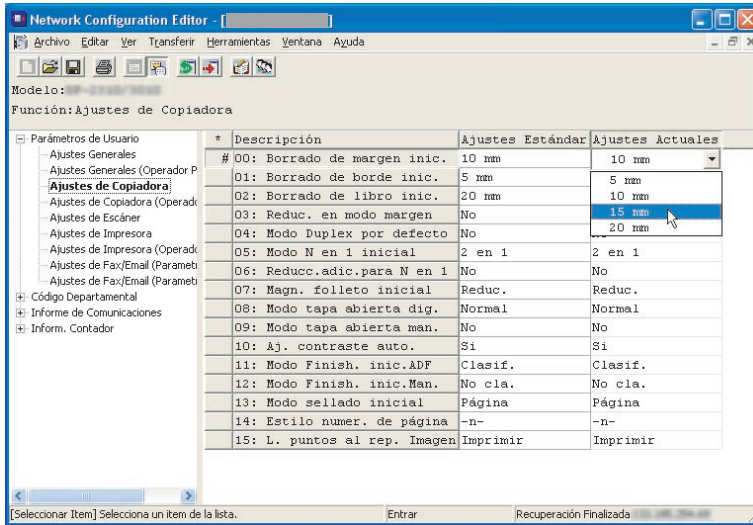 Network Configuration Editor - [ ]
Archivo Editar Ver Transferir Herramientas Ventana Ayuda
Modelo:
Función:Ajustes de Copiadora
Parámetros de Usuario
Ajustes Generales
Ajustes Generales (Operador P
Ajustes de Copiadora
Ajustes de Copiadora (Operado
Ajustes de Escáner
Ajustes de Impresora
Ajustes de Impresora (Operado
Ajustes de Fax/Email (Parametr
Ajustes de Fax/Email (Parametr
Código Departamental
Informe de Comunicaciones
Inform. Contador
* Descripción Ajustes Estándar Ajustes Actuales
# 00: Borrado de margen inic. 10 mm 10 mm
01: Borrado de borde inic. 5 mm
02: Borrado de libro inic. 20 mm
03: Reduc. en modo margen No
04: Modo Duplex por defecto No
5 mm
10 mm
15 mm
20 mm
05: Modo N en 1 inicial 2 en 1 2 en 1
06: Reducc.adic.para N en 1 No No
07: Magn. folleto inicial Reduc. Reduc.
08: Modo tapa abierta dig. Normal Normal
09: Modo tapa abierta man. No No
10: Aj. contraste auto. Si Si
11: Modo Finish. inic.ADF Clasif. Clasif.
12: Modo Finish. inic.Man. No cla. No cla.
13: Modo sellado inicial Página Página
14: Estilo numer. de página -n- -n-
15: L. puntos al rep. Imagen Imprimir Imprimir
[Seleccionar Item] Selecciona un item de la lista. Entrar Recuperación Finalizada